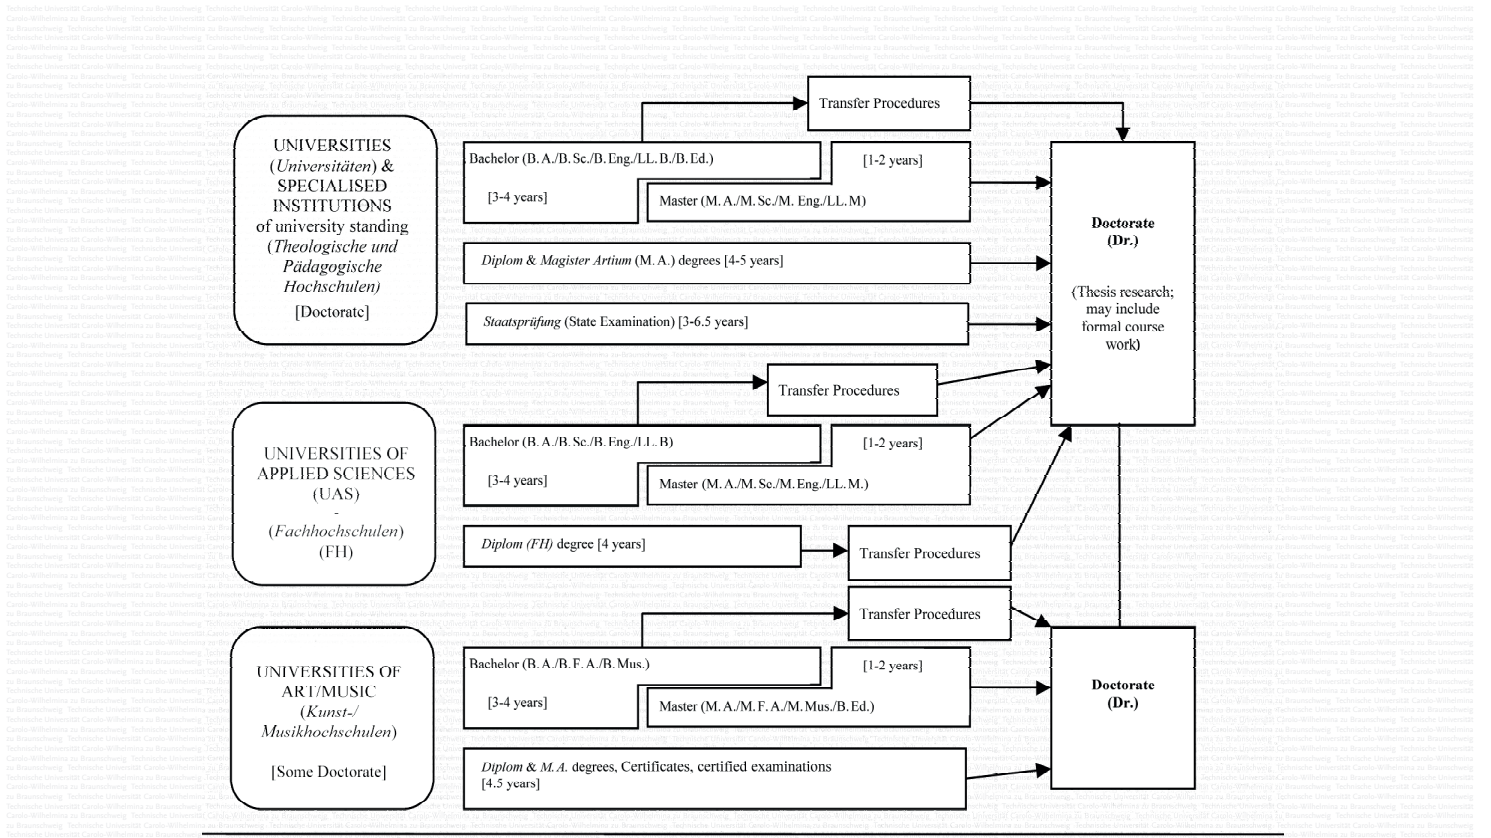 Transfer Procedures
UNIVERSITIES
(Universitäten) &
SPECIALISED
INSTITUTIONS
of university standing
(Theologische und
Pädagogische
Hochschulen)
[Doctorate]
Bachelor (B. A./B. Sc./B. Eng./LL. B./B. Ed.)
[3-4 years]
[1-2 years]
Master (M. A./M. Sc./M. Eng./LL. M)
Diplom & Magister Artium (M. A.) degrees [4-5 years]
Staatsprüfung (State Examination) [3-6.5 years]
Doctorate
(Dr.)
(Thesis research;
may include
formal course
work)
Transfer Procedures
UNIVERSITIES OF
APPLIED SCIENCES
(UAS)
-
(Fachhochschulen)
(FH)
Bachelor (B. A./B. Sc./B. Eng./LL. B)
[3-4 years]
[1-2 years]
Master (M. A./M. Sc./M. Eng./LL. M.)
Diplom (FH) degree [4 years]
Transfer Procedures
Transfer Procedures
UNIVERSITIES OF
ART/MUSIC
(Kunst-/
Musikhochschulen)
[Some Doctorate]
Bachelor (B. A./B. F. A./B. Mus.)
[3-4 years]
[1-2 years]
Master (M. A./M. F. A./M. Mus./B. Ed.)
Diplom & M. A. degrees, Certificates, certified examinations
[4.5 years]
Doctorate
(Dr.)